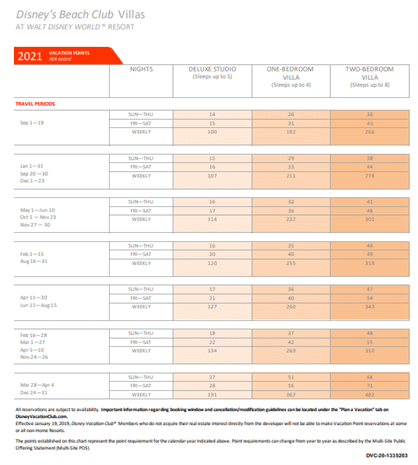 Disney's Beach Club Villas
AT WALT DISNEY WORLD® RESORT
2021 VACATION POINTS
PER NIGHT
NIGHTS DELUXE STUDIO ONE-BEDROOM TWO-BEDROOM
(Sleeps up to 5) VILLA VILLA
(Sleeps up to 4) (Sleeps up to 8)
TRAVEL PERIODS
SUN—THU 14 26 36
Sep 1—19 FRI—SAT 15 31 43
WEEKLY 100 192 266
Jan 1—31 SUN—THU 15 29 38
Sep 20—30 FRI—SAT 16 33 44
Dec 1—23 WEEKLY 107 211 278
May 1—Jun 10 SUN—THU 16 32 41
Oct 1—Nov 23 FRI—SAT 17 36
Nov 27—30 WEEKLY 114 232
Feb 1—15 SUN—THU 16 35 44
Aug 16—31 FRI—SAT 20 40 49
WEEKLY 120 255 318
Apr 11—30 SUN—THU 17 36 47
Jun 11—Aug 15 FRI—SAT 21 40 54
WEEKLY 127 260 343
Feb 16—28 SUN—THU 18 37 48
Mar 1—27 FRI—SAT 22 42 55
Apr 5—10 WEEKLY 134 269 350
Nov 24—26
Mar 28—Apr 4 SUN—THU 27 51 68
Dec 24—31 FRI—SAT 28 56 71
WEEKLY 191 367 482
All reservations are subject to availability. Important information regarding booking window and cancellation/modification guidelines can be located under the "Plan a Vacation" tab on
DisneyVacationClub.com.
Effective January 19, 2019, Disney Vacation Club® Members who do not acquire their real estate interest directly from the developer will not be able to make Vacation Point reservations at some
or all non-Home Resorts.
The points established on this chart represent the point requirement for the calendar year indicated above. Point requirements can change from year to year as described by the Multi-Site Public
Offering Statement (Multi-Site POS).
DVC-20-1335203